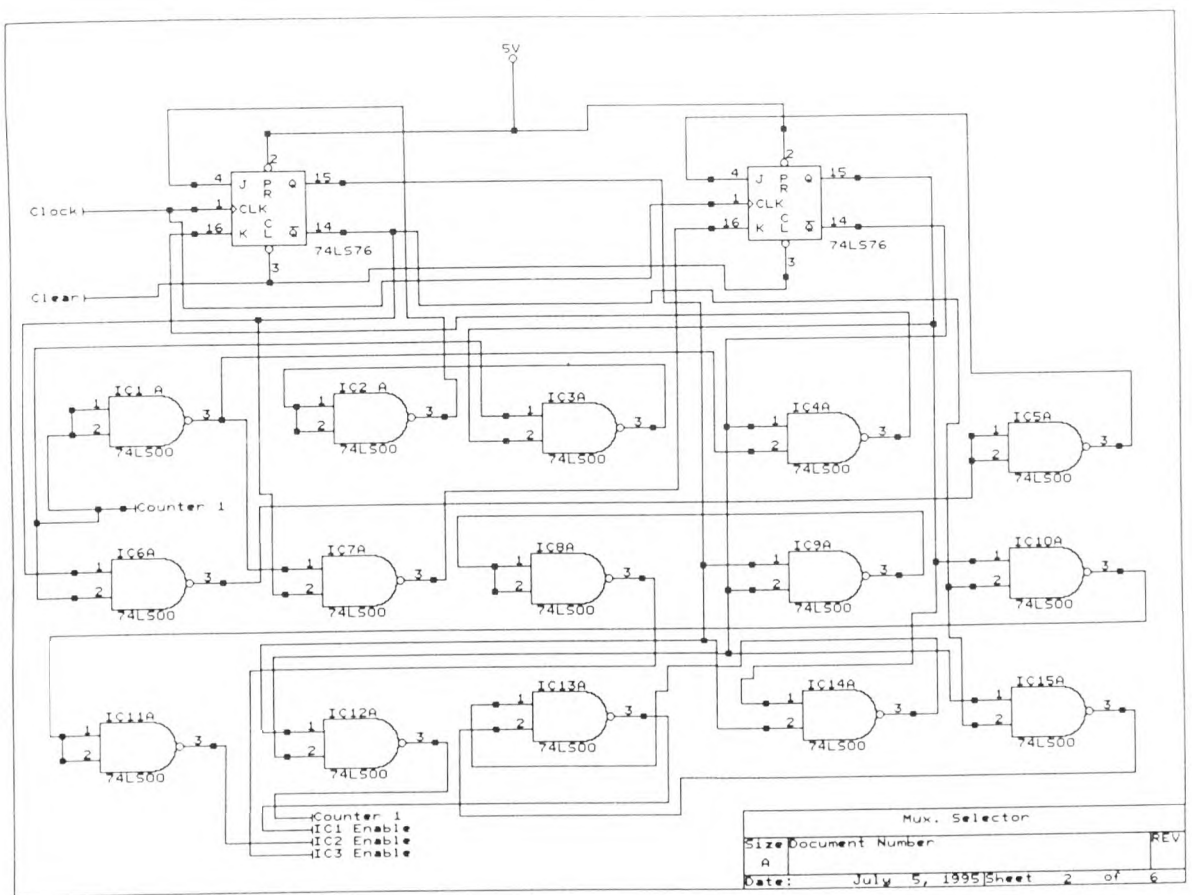 5V
2
4 J P Q 15
R
Clock 1 CLK
C
16 K L Q 14
3
74LS76
2
4 J P Q 15
R
1 CLK
C
16 K L Q 14
3
74LS76
Clear
IC1 A
1
2
3
74LS00
IC2 A
1
2
3
74LS00
IC3A
1
2
3
74LS00
IC4A
1
2
3
74LS00
IC5A
1
2
3
74LS00
Counter 1
IC6A
1
2
3
74LS00
IC7A
1
2
3
74LS00
IC8A
1
2
3
74LS00
IC9A
1
2
3
74LS00
IC10A
1
2
3
74LS00
IC11A
1
2
3
74LS00
IC12A
1
2
3
74LS00
IC13A
1
2
3
74LS00
IC14A
1
2
3
74LS00
IC15A
1
2
3
74LS00
Counter 1
IC1 Enable
IC2 Enable
IC3 Enable
Mux. Selector
Size Document Number REV
A
Date: July 5, 1995 Sheet 2 of 6